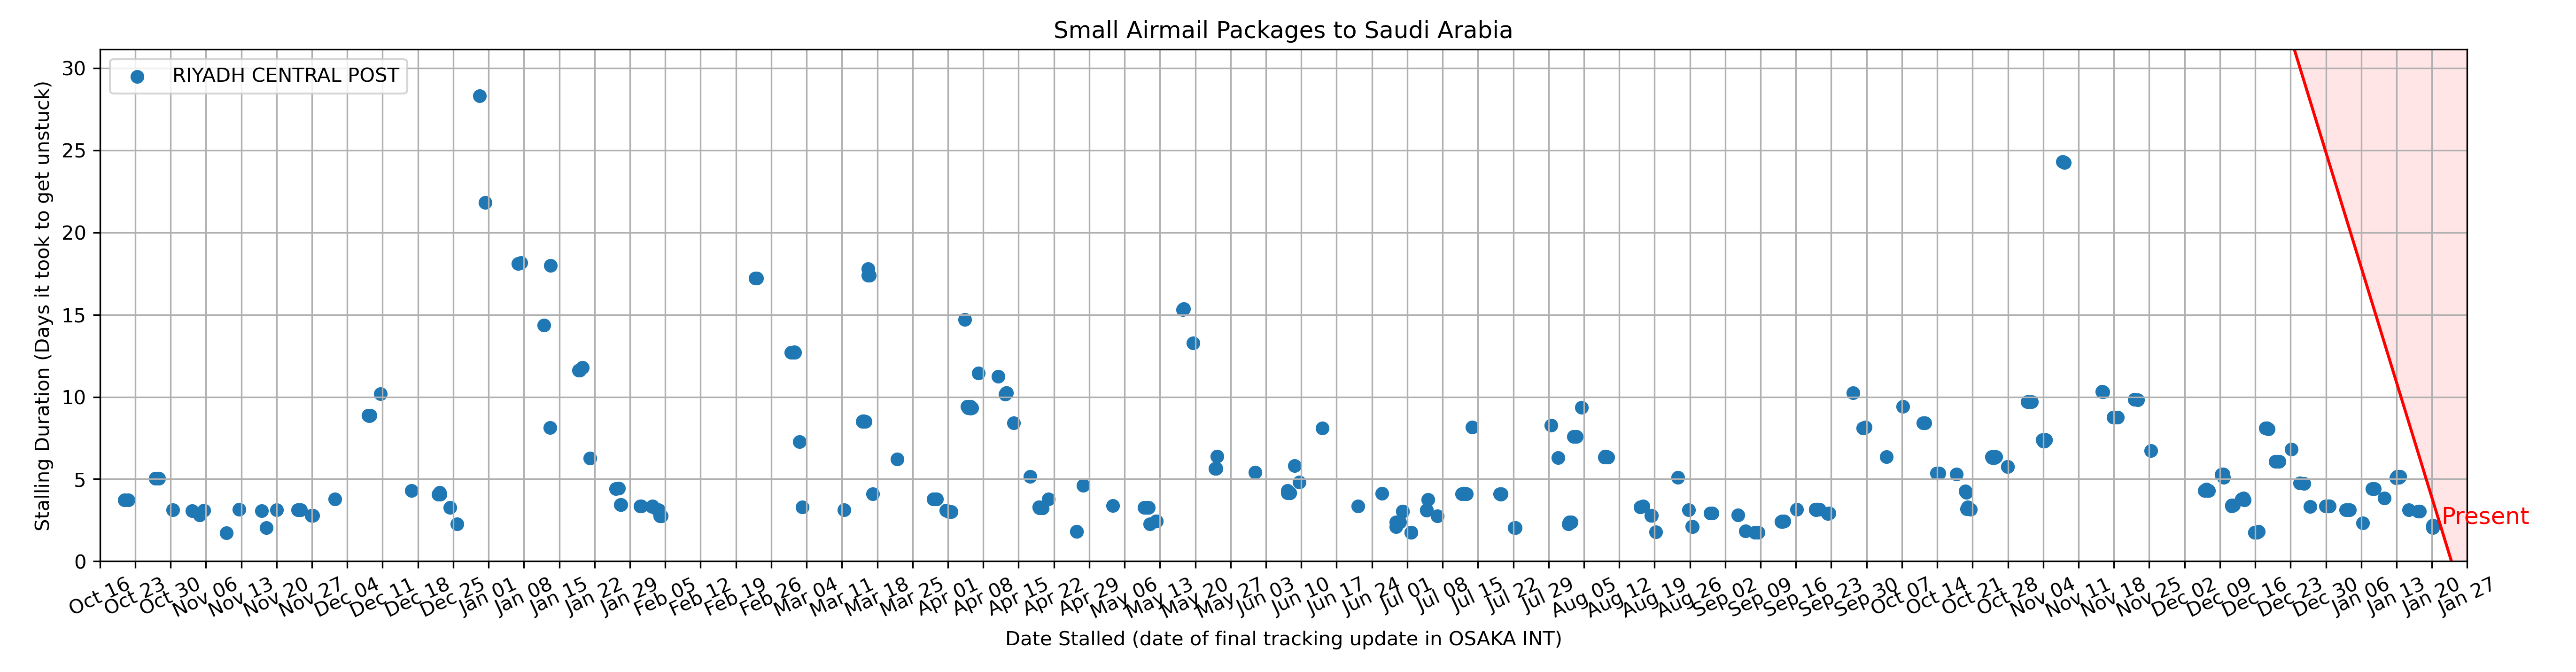 Small Airmail Packages to Saudi Arabia
RIYADH CENTRAL POST
Stalling Duration (Days it took to get unstuck)
30
25
20
15
10
5
0
Present
Oct 16 Oct 23 Oct 30 Nov 06 Nov 13 Nov 20 Nov 27 Dec 04 Dec 11 Dec 18 Dec 25 Jan 01 Jan 08 Jan 15 Jan 22 Jan 29 Feb 05 Feb 12 Feb 19 Feb 26 Mar 04 Mar 11 Mar 18 Mar 25 Apr 01 Apr 08 Apr 15 Apr 22 Apr 29 May 06 May 13 May 20 May 27 Jun 03 Jun 10 Jun 17 Jun 24 Jul 01 Jul 08 Jul 15 Jul 22 Jul 29 Aug 05 Aug 12 Aug 19 Aug 26 Sep 02 Sep 09 Sep 16 Sep 23 Sep 30 Oct 07 Oct 14 Oct 21 Oct 28 Nov 04 Nov 11 Nov 18 Nov 25 Dec 02 Dec 09 Dec 16 Dec 23 Dec 30 Jan 06 Jan 13 Jan 20 Jan 27
Date Stalled (date of final tracking update in OSAKA INT)